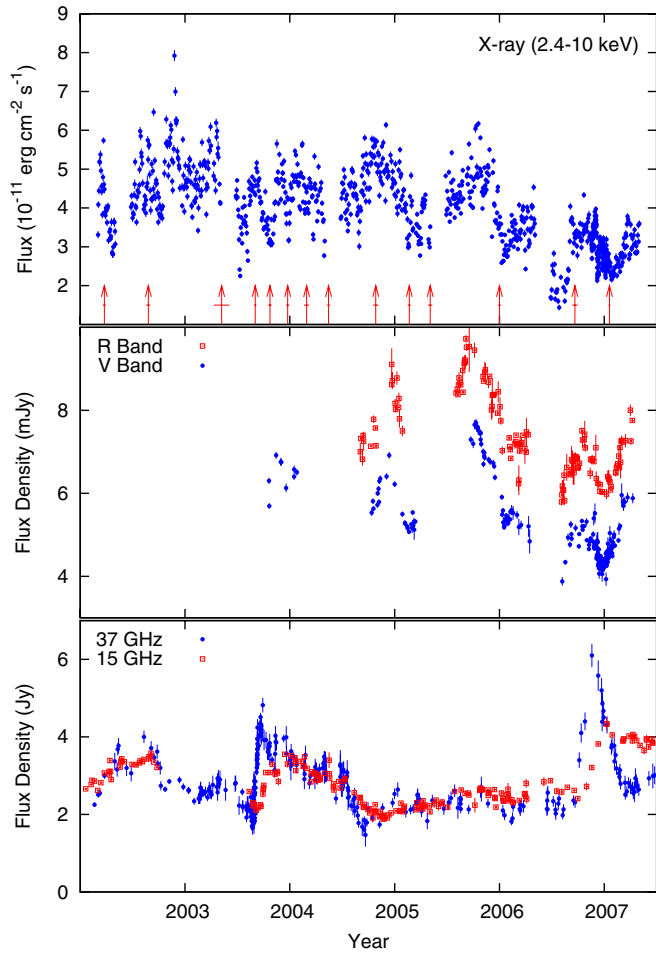 X-ray (2.4-10 keV)
Flux (10⁻¹¹ erg cm⁻² s⁻¹)
9
8
7
6
5
4
3
2
R Band
V Band
Flux Density (mJy)
8
6
4
37 GHz
15 GHz
Flux Density (Jy)
6
4
2
0
2003 2004 2005 2006 2007
Year